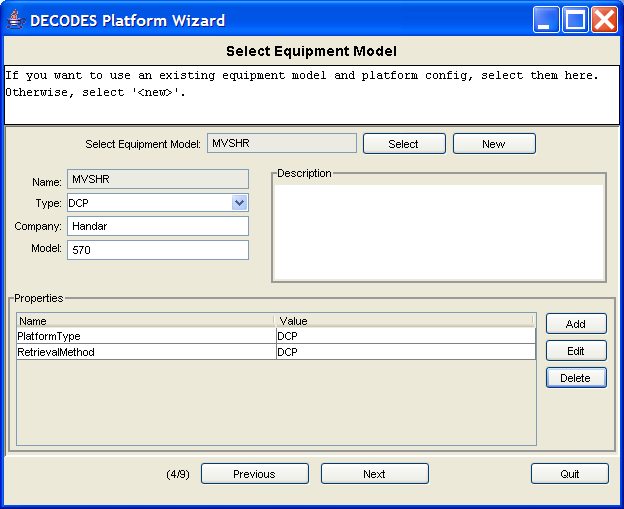 DECODES Platform Wizard
Select Equipment Model
If you want to use an existing equipment model and platform config, select them here.
Otherwise, select '<new>'.
Select Equipment Model: MVSHR Select New
Name: MVSHR
Type: DCP
Company: Handar
Model: 570
Description
Properties
Name Value
PlatformType DCP
RetrievalMethod DCP
Add
Edit
Delete
(4/9) Previous Next Quit